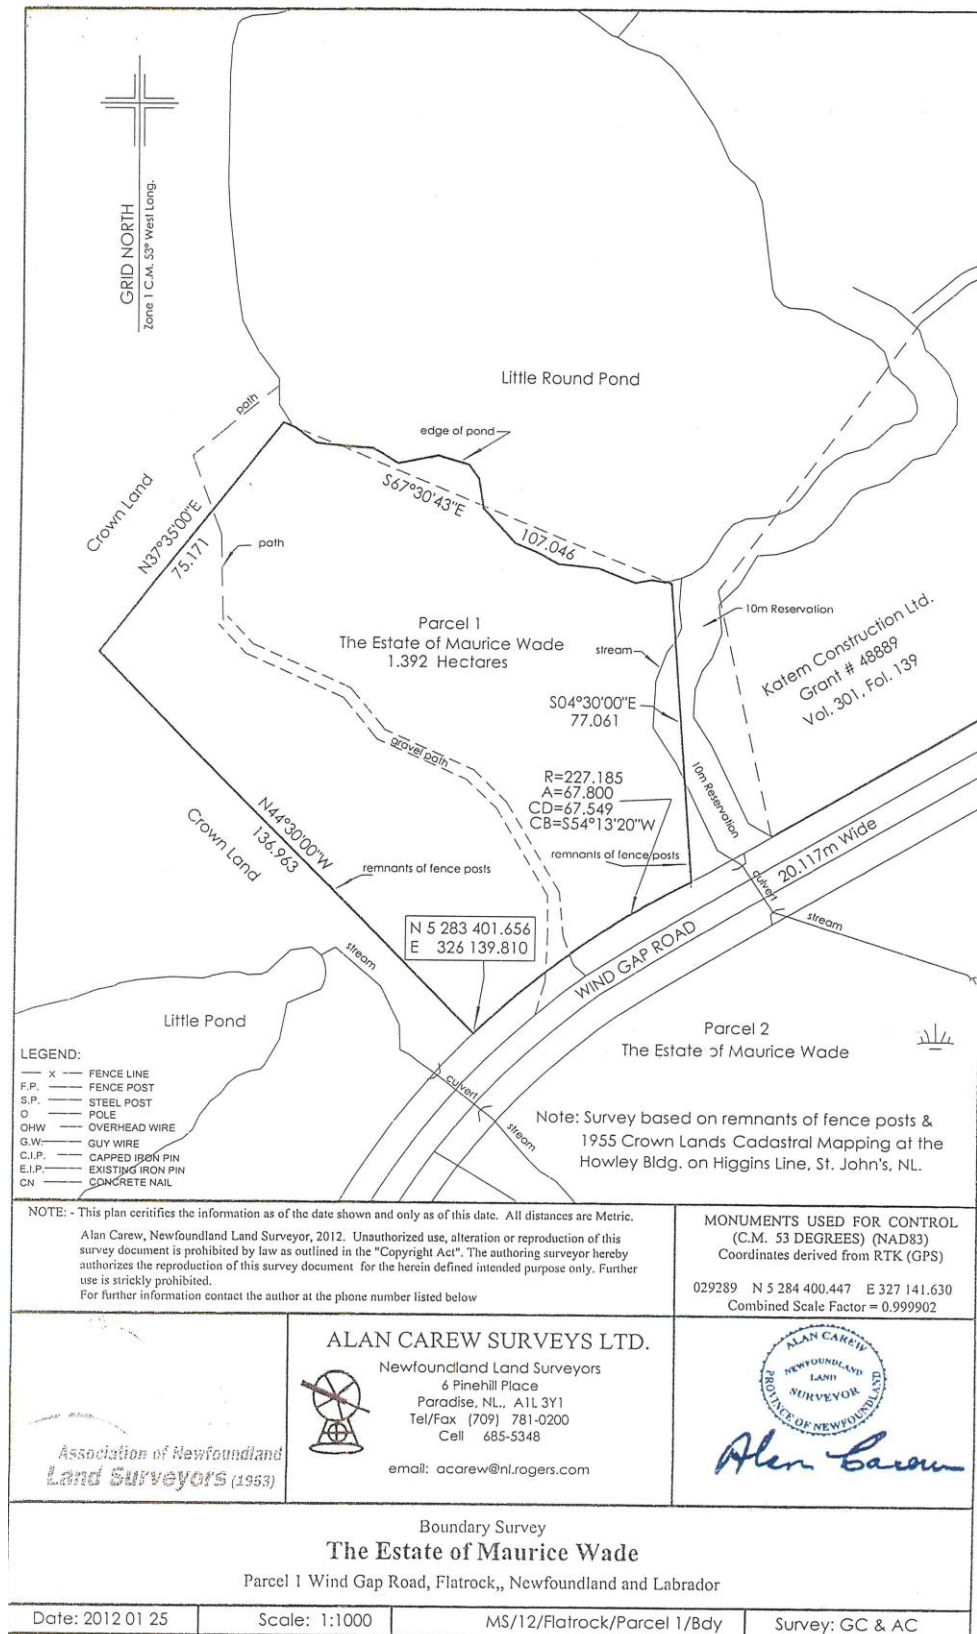 GRID NORTH
Zone 1 C.M. 53° West Long.
Little Round Pond
path
edge of pond
Crown Land
S67°30'43"E
107.046
N37°35'00"E
75.171
path
10m Reservation
Parcel 1
The Estate of Maurice Wade
1.392 Hectares
stream
Katem Construction Ltd.
Grant # 48889
Vol. 301, Fol. 139
S04°30'00"E
77.061
gravel path
R=227.185
A=67.800
CD=67.549
CB=S54°13'20"W
10m Reservation
N44°30'00"W
136.963
Crown Land
remnants of fence posts
remnants of fence posts
20.117m Wide
culvert
stream
N 5 283 401.656
E 326 139.810
WIND GAP ROAD
stream
Little Pond
Parcel 2
The Estate of Maurice Wade
culvert
stream
LEGEND:
x FENCE LINE
F.P. FENCE POST
S.P. STEEL POST
O POLE
OHW OVERHEAD WIRE
G.W. GUY WIRE
C.I.P. CAPPED IRON PIN
E.I.P. EXISTING IRON PIN
CN CONCRETE NAIL
Note: Survey based on remnants of fence posts &
1955 Crown Lands Cadastral Mapping at the
Howley Bldg. on Higgins Line, St. John's, NL.
NOTE: - This plan ceritifies the information as of the date shown and only as of this date. All distances are Metric.
Alan Carew, Newfoundland Land Surveyor, 2012. Unauthorized use, alteration or reproduction of this
survey document is prohibited by law as outlined in the "Copyright Act". The authoring surveyor hereby
authorizes the reproduction of this survey document for the herein defined intended purpose only. Further
use is strickly prohibited.
For further information contact the author at the phone number listed below
MONUMENTS USED FOR CONTROL
(C.M. 53 DEGREES) (NAD83)
Coordinates derived from RTK (GPS)
029289 N 5 284 400.447 E 327 141.630
Combined Scale Factor = 0.999902
Association of Newfoundland
Land Surveyors (1953)
ALAN CAREW SURVEYS LTD.
Newfoundland Land Surveyors
6 Pinehill Place
Paradise, NL., A1L 3Y1
Tel/Fax (709) 781-0200
Cell 685-5348
email: acarew@nl.rogers.com
ALAN CAREW
NEWFOUNDLAND
LAND
SURVEYOR
PROVINCE OF NEWFOUNDLAND
Alan Carew
Boundary Survey
The Estate of Maurice Wade
Parcel 1 Wind Gap Road, Flatrock,, Newfoundland and Labrador
Date: 2012 01 25
Scale: 1:1000
MS/12/Flatrock/Parcel 1/Bdy
Survey: GC & AC